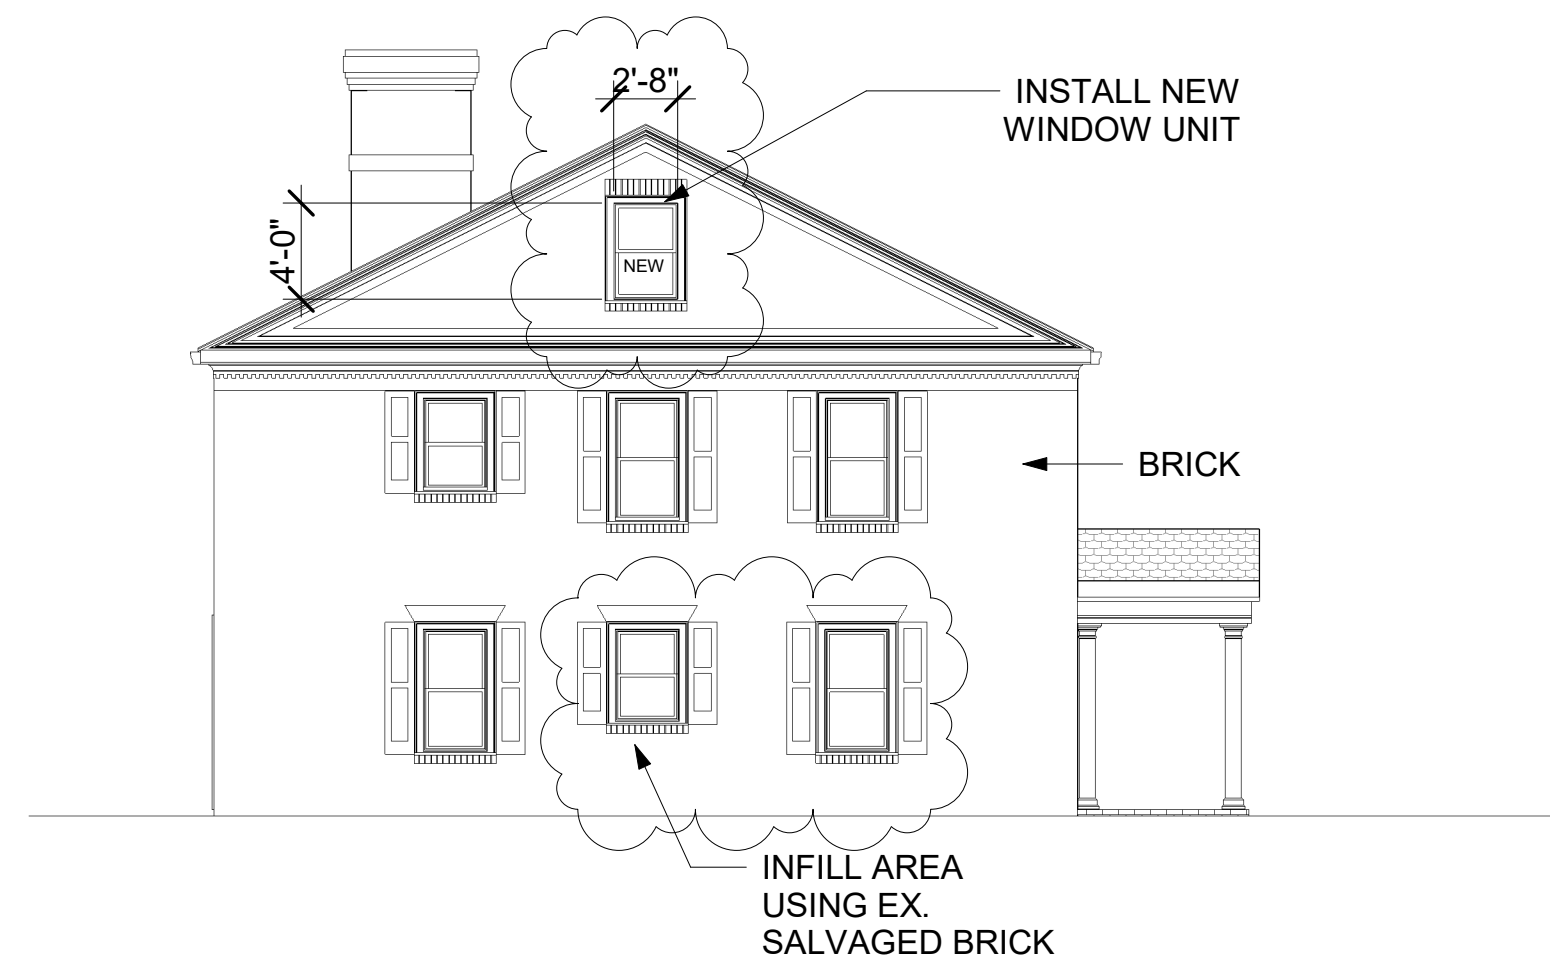 2'-8"
INSTALL NEW
WINDOW UNIT
4'-0"
NEW
BRICK
INFILL AREA
USING EX.
SALVAGED BRICK